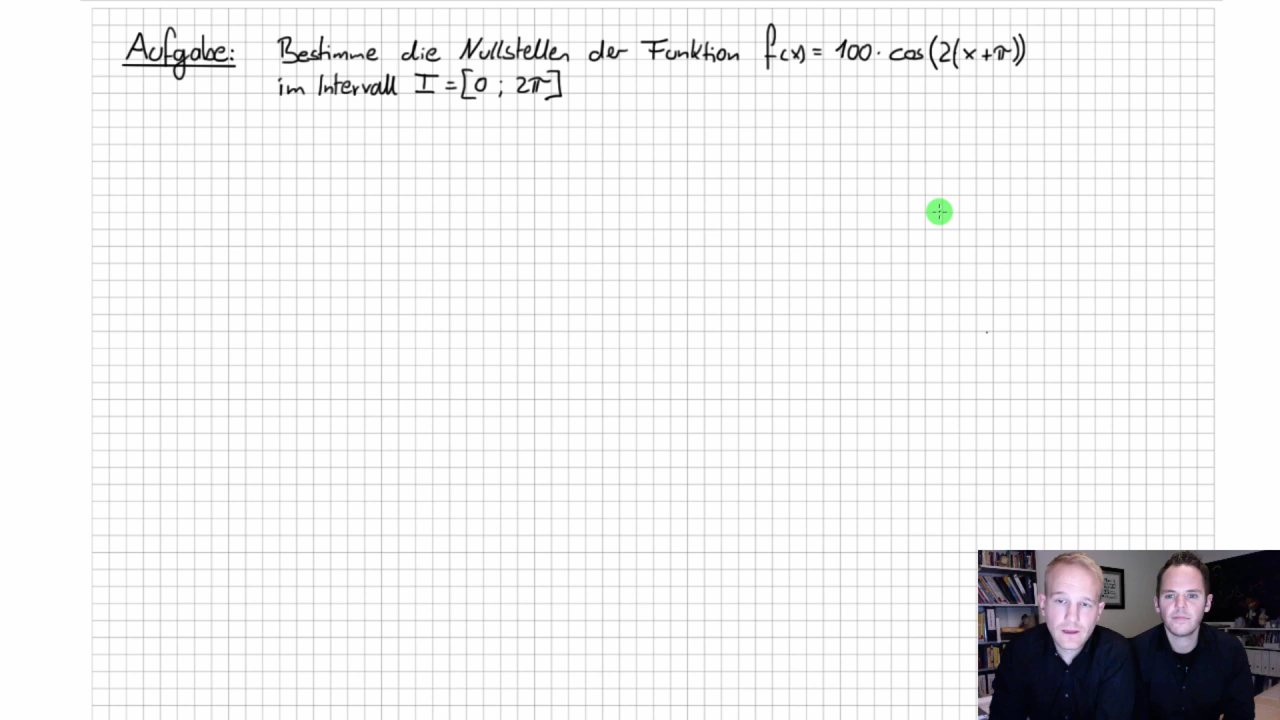 Aufgabe: Bestimme die Nullstellen der Funktion f(x) = 100 · cos(2(x+π))
im Intervall I = [0 ; 2π]